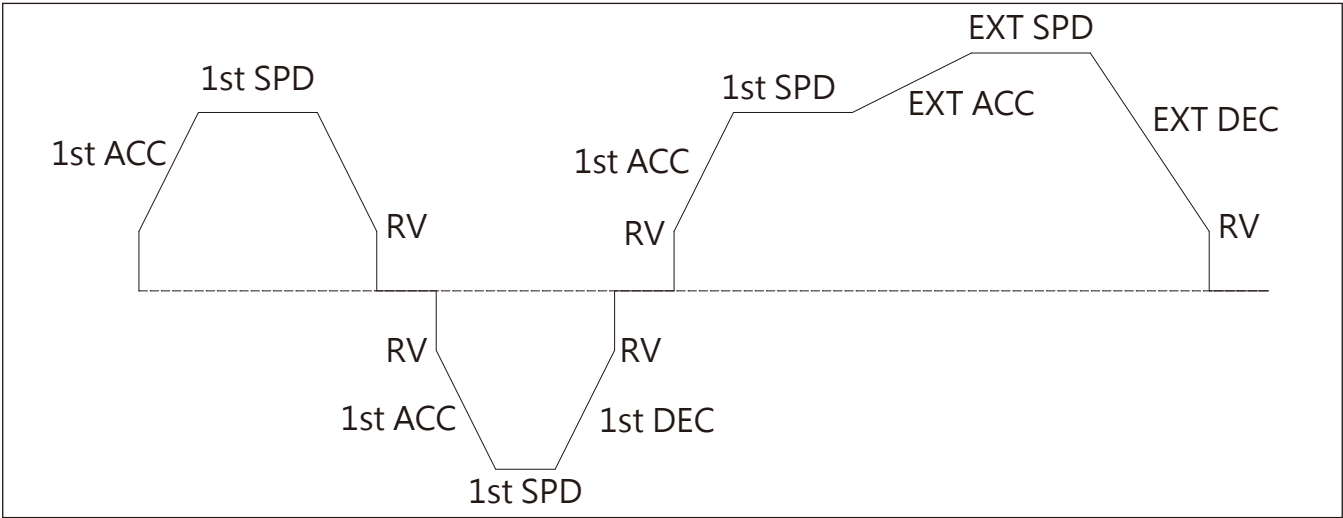 EXT SPD
1st SPD
1st SPD
EXT ACC
EXT DEC
1st ACC
1st ACC
RV
RV
RV
RV
RV
1st ACC
1st DEC
1st SPD